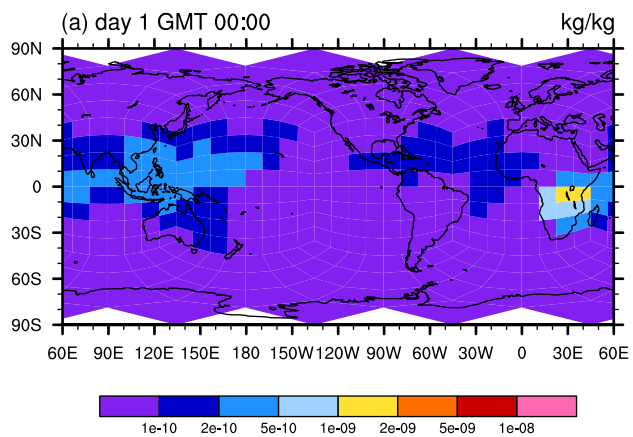 (a) day 1 GMT 00:00 kg/kg
90N
60N
30N
0
30S
60S
90S
60E 90E 120E 150E 180 150W 120W 90W 60W 30W 0 30E 60E
1e-10 2e-10 5e-10 1e-09 2e-09 5e-09 1e-08